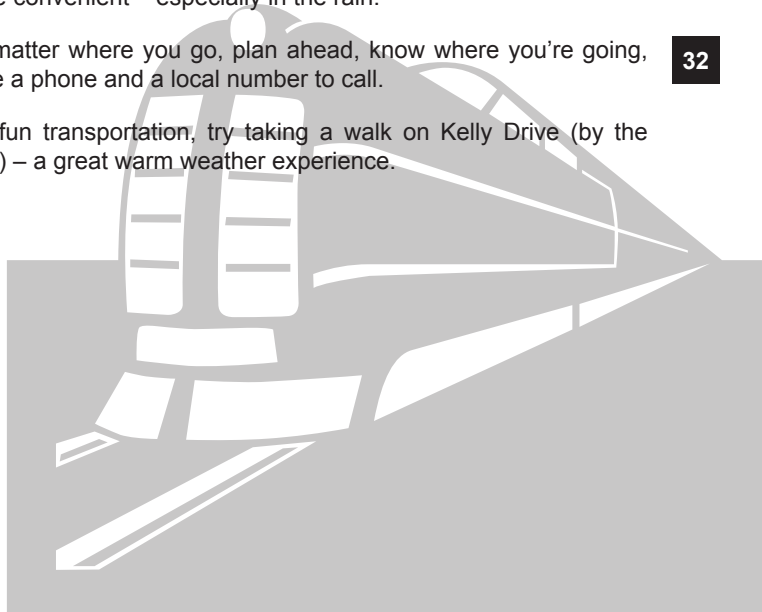 e convenient – especially in the rain.
matter where you go, plan ahead, know where you're going,
e a phone and a local number to call.
32
fun transportation, try taking a walk on Kelly Drive (by the
) – a great warm weather experience.